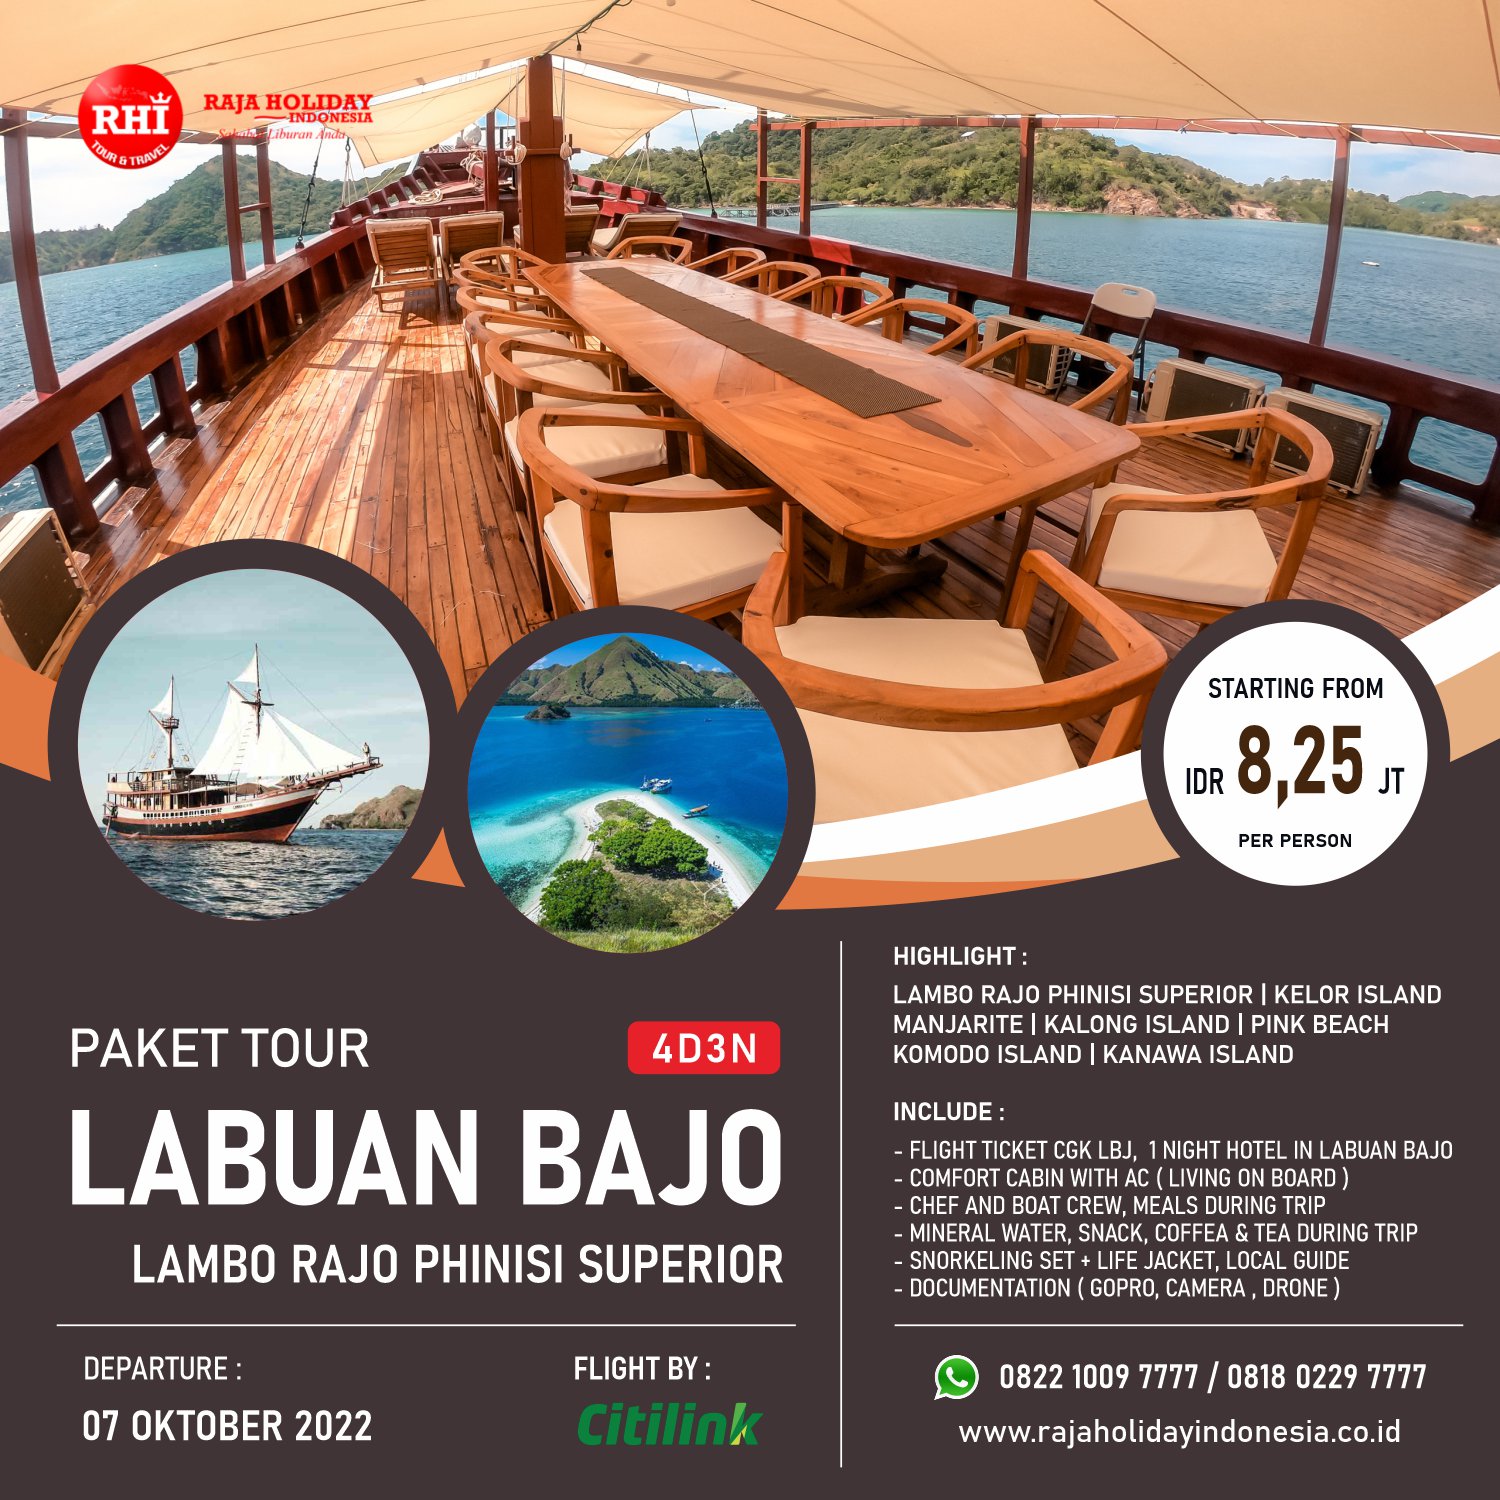 RHI
TOUR & TRAVEL
RAJA HOLIDAY
INDONESIA
Sahabat Liburan Anda
STARTING FROM
IDR 8,25 JT
PER PERSON
PAKET TOUR
4D3N
LABUAN BAJO
LAMBO RAJO PHINISI SUPERIOR
DEPARTURE :
07 OKTOBER 2022
FLIGHT BY :
Citilink
HIGHLIGHT :
LAMBO RAJO PHINISI SUPERIOR | KELOR ISLAND
MANJARITE | KALONG ISLAND | PINK BEACH
KOMODO ISLAND | KANAWA ISLAND
INCLUDE :
- FLIGHT TICKET CGK LBJ, 1 NIGHT HOTEL IN LABUAN BAJO
- COMFORT CABIN WITH AC ( LIVING ON BOARD )
- CHEF AND BOAT CREW, MEALS DURING TRIP
- MINERAL WATER, SNACK, COFFEA & TEA DURING TRIP
- SNORKELING SET + LIFE JACKET, LOCAL GUIDE
- DOCUMENTATION ( GOPRO, CAMERA , DRONE )
0822 1009 7777 / 0818 0229 7777
www.rajaholidayindonesia.co.id